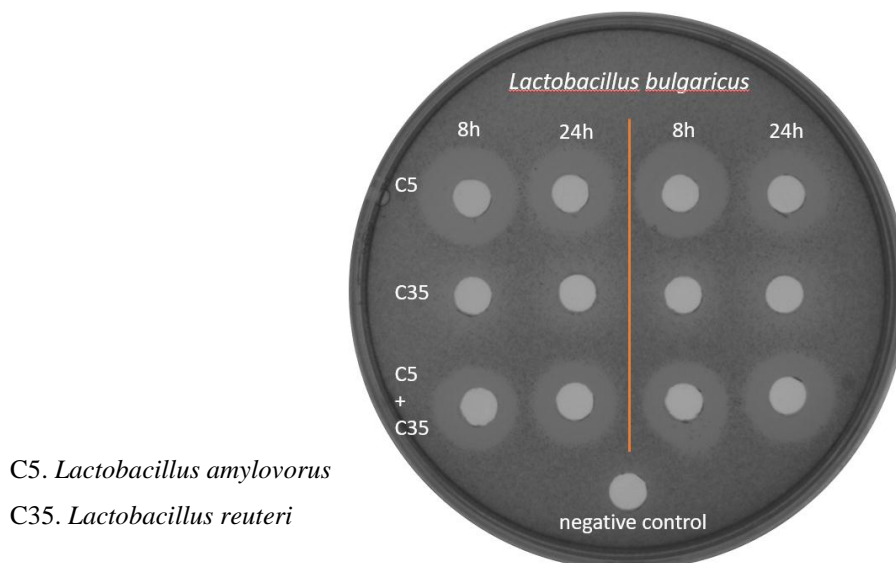 Lactobacillus bulgaricus
8h 24h 8h 24h
C5
C35
C5
+
C35
negative control
C5. Lactobacillus amylovorus
C35. Lactobacillus reuteri